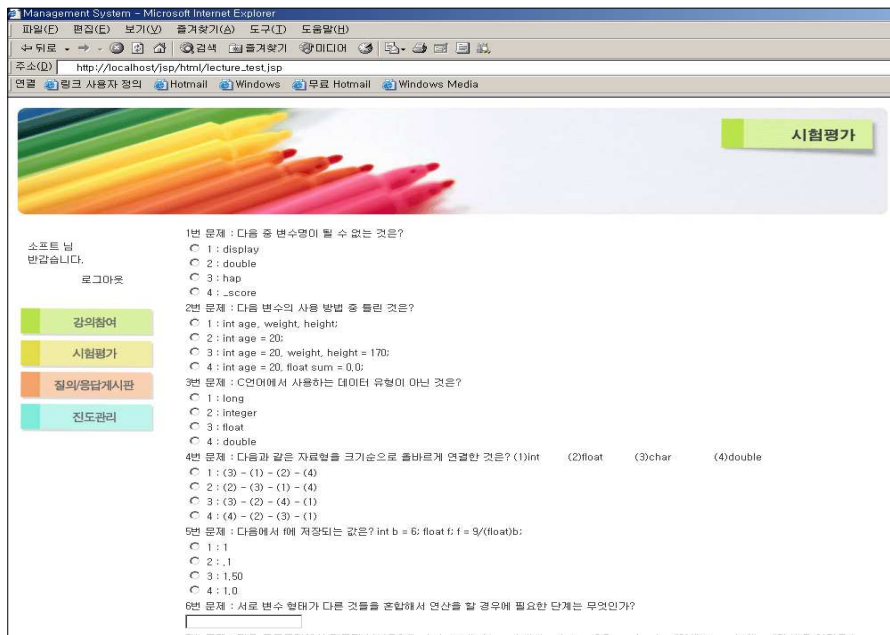 Management System - Microsoft Internet Explorer
파일(F) 편집(E) 보기(V) 즐겨찾기(A) 도구(T) 도움말(H)
뒤로 검색 즐겨찾기 미디어
주소(D) http://localhost/jsp/html/lecture_test.jsp
연결 링크 사용자 정의 Hotmail Windows 무료 Hotmail Windows Media
시험평가
소프트 님
반갑습니다.
로그아웃
강의참여
시험평가
질의/응답게시판
진도관리
1번 문제 : 다음 중 변수명이 될 수 없는 것은?
1 : display
2 : double
3 : hap
4 : _score
2번 문제 : 다음 변수의 사용 방법 중 틀린 것은?
1 : int age, weight, height;
2 : int age = 20;
3 : int age = 20, weight, height = 170;
4 : int age = 20, float sum = 0.0;
3번 문제 : C언어에서 사용하는 데이터 유형이 아닌 것은?
1 : long
2 : integer
3 : float
4 : double
4번 문제 : 다음과 같은 자료형을 크기순으로 올바르게 연결한 것은? (1)int (2)float (3)char (4)double
1 : (3) - (1) - (2) - (4)
2 : (2) - (3) - (1) - (4)
3 : (3) - (2) - (4) - (1)
4 : (4) - (2) - (3) - (1)
5번 문제 : 다음에서 f에 저장되는 값은? int b = 6; float f; f = 9/(float)b;
1 : 1
2 : .1
3 : 1.50
4 : 1.0
6번 문제 : 서로 변수 형태가 다른 것들을 혼합해서 연산을 할 경우에 필요한 단계는 무엇인가?